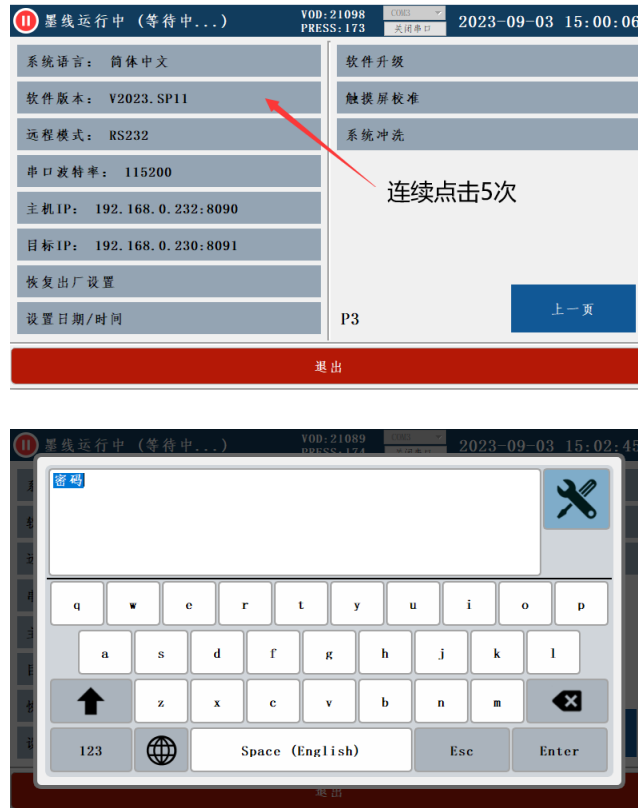 墨线运行中 (等待中...)
VOD:21098
PRESS:173
COM3
关闭串口
2023-09-03 15:00:06
系统语言： 简体中文
软件版本： V2023.SP11
远程模式： RS232
串口波特率： 115200
主机IP： 192.168.0.232:8090
目标IP： 192.168.0.230:8091
恢复出厂设置
设置日期/时间
软件升级
触摸屏校准
系统冲洗
连续点击5次
P3
上一页
退出
墨线运行中 (等待中...)
VOD:21089
PRESS:174
COM3
关闭串口
2023-09-03 15:02:45
密码
q w e r t y u i o p
a s d f g h j k l
z x c v b n m
123 Space (English) Esc Enter
退出